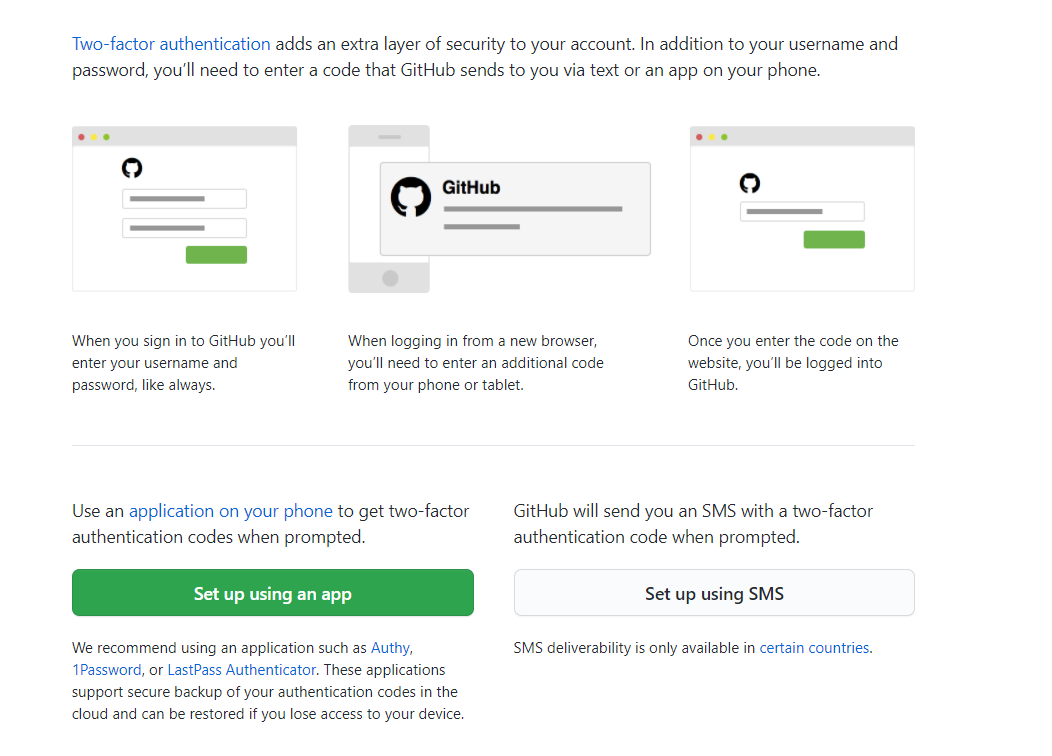 Two-factor authentication adds an extra layer of security to your account. In addition to your username and
password, you’ll need to enter a code that GitHub sends to you via text or an app on your phone.
GitHub
When you sign in to GitHub you’ll
enter your username and
password, like always.
When logging in from a new browser,
you’ll need to enter an additional code
from your phone or tablet.
Once you enter the code on the
website, you’ll be logged into
GitHub.
Use an application on your phone to get two-factor
authentication codes when prompted.
Set up using an app
We recommend using an application such as Authy,
1Password, or LastPass Authenticator. These applications
support secure backup of your authentication codes in the
cloud and can be restored if you lose access to your device.
GitHub will send you an SMS with a two-factor
authentication code when prompted.
Set up using SMS
SMS deliverability is only available in certain countries.